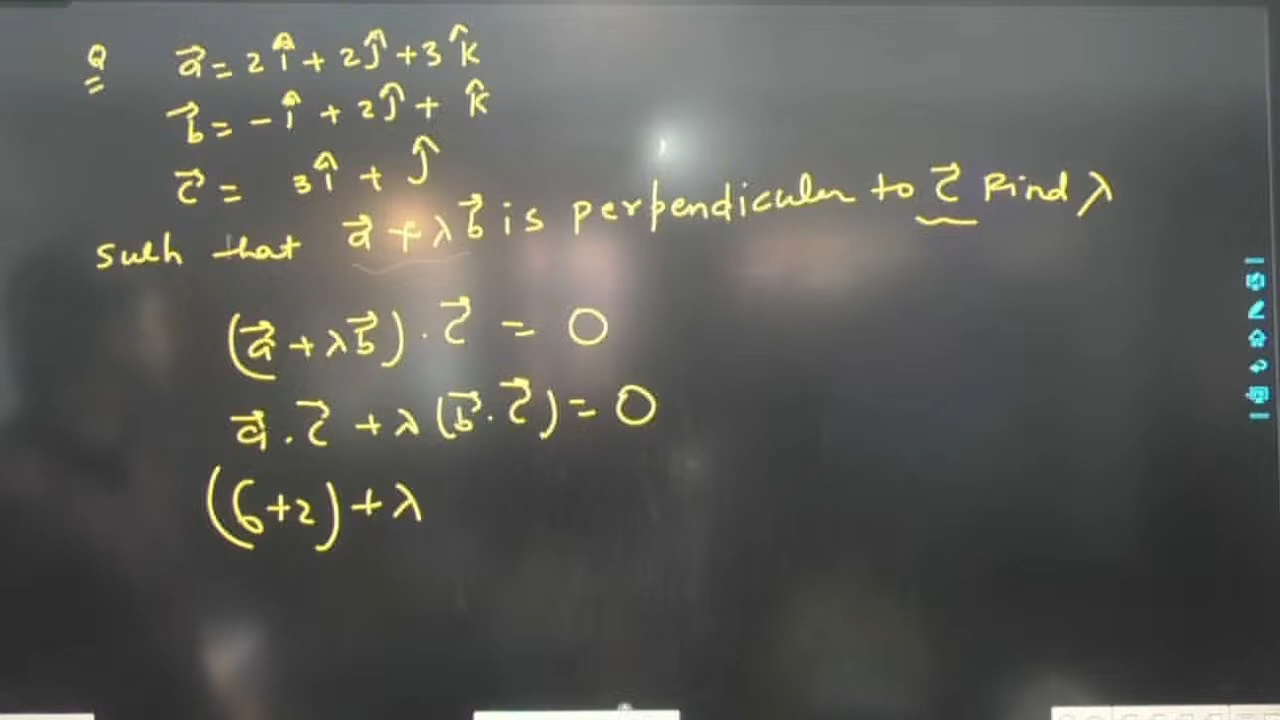 Q a⃗ = 2î + 2ĵ + 3k̂
b⃗ = -î + 2ĵ + k̂
c⃗ = 3î + ĵ
Such that a⃗ + λb⃗ is perpendicular to c⃗ Find λ
(a⃗ + λb⃗) . c⃗ = 0
a⃗ . c⃗ + λ (b⃗ . c⃗) = 0
(6+2) + λ